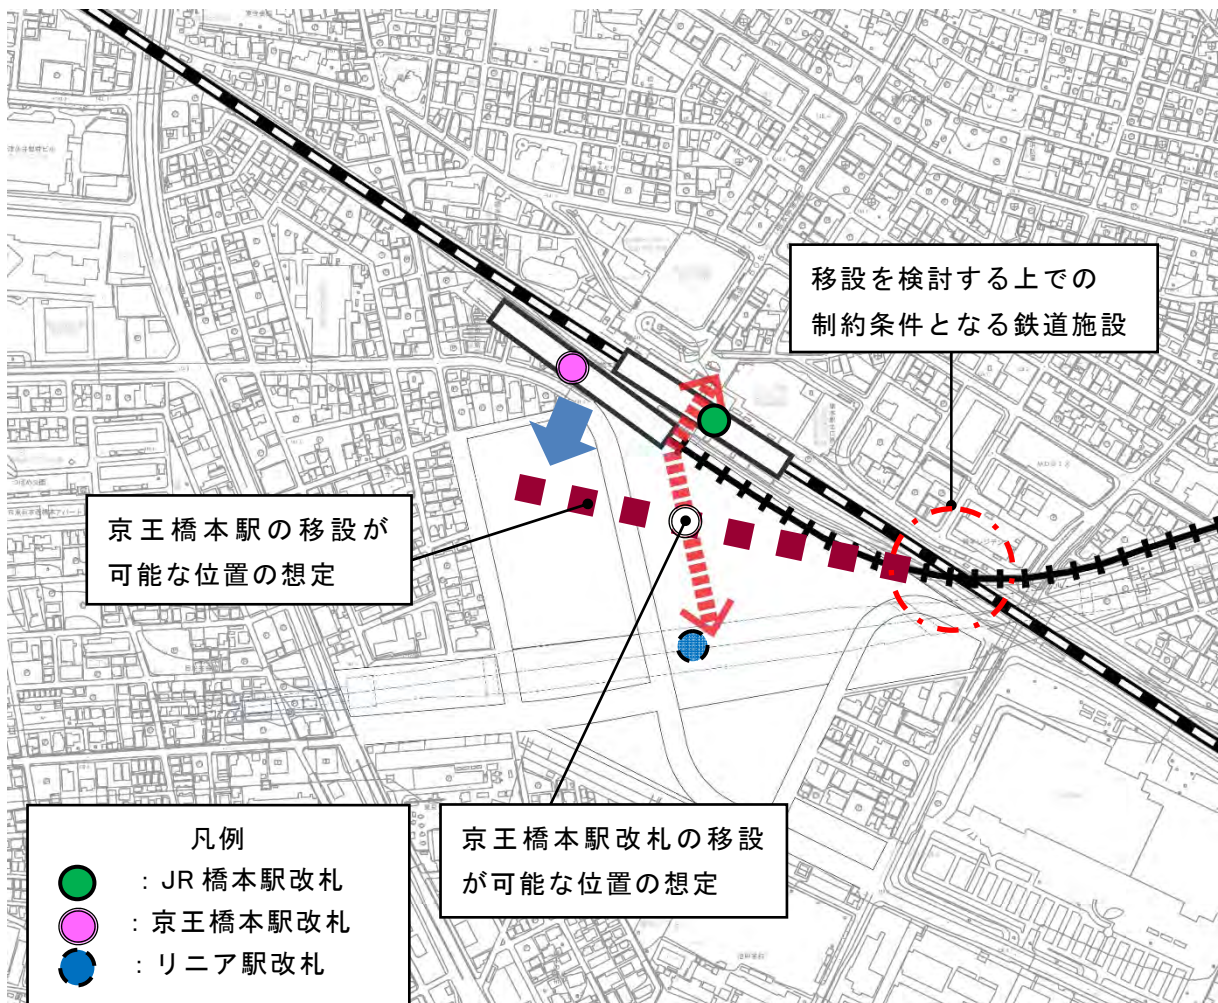 移設を検討する上での
制約条件となる鉄道施設
京王橋本駅の移設が
可能な位置の想定
京王橋本駅改札の移設
が可能な位置の想定
凡例
：JR橋本駅改札
：京王橋本駅改札
：リニア駅改札